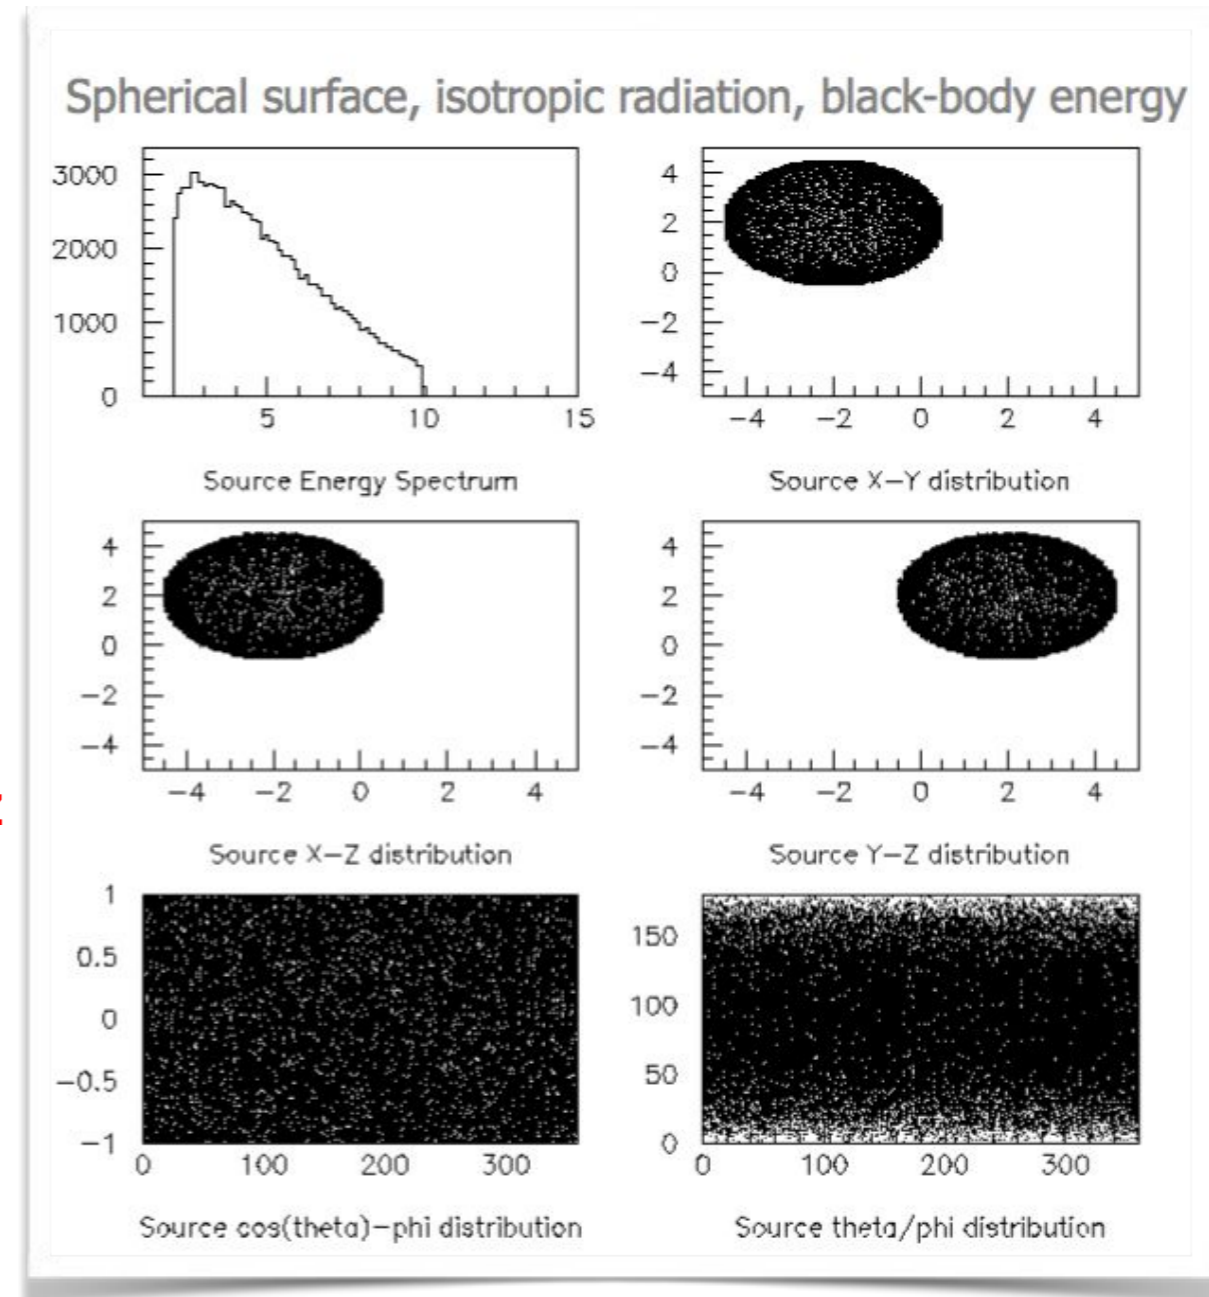 Spherical surface, isotropic radiation, black-body energy
3000
2000
1000
0
5 10 15
Source Energy Spectrum
4
2
0
−2
−4
−4 −2 0 2 4
Source X−Y distribution
4
2
0
−2
−4
−4 −2 0 2 4
Source X−Z distribution
4
2
0
−2
−4
−4 −2 0 2 4
Source Y−Z distribution
1
0.5
0
−0.5
−1
0 100 200 300
Source cos(theta)−phi distribution
150
100
50
0
0 100 200 300
Source theta/phi distribution